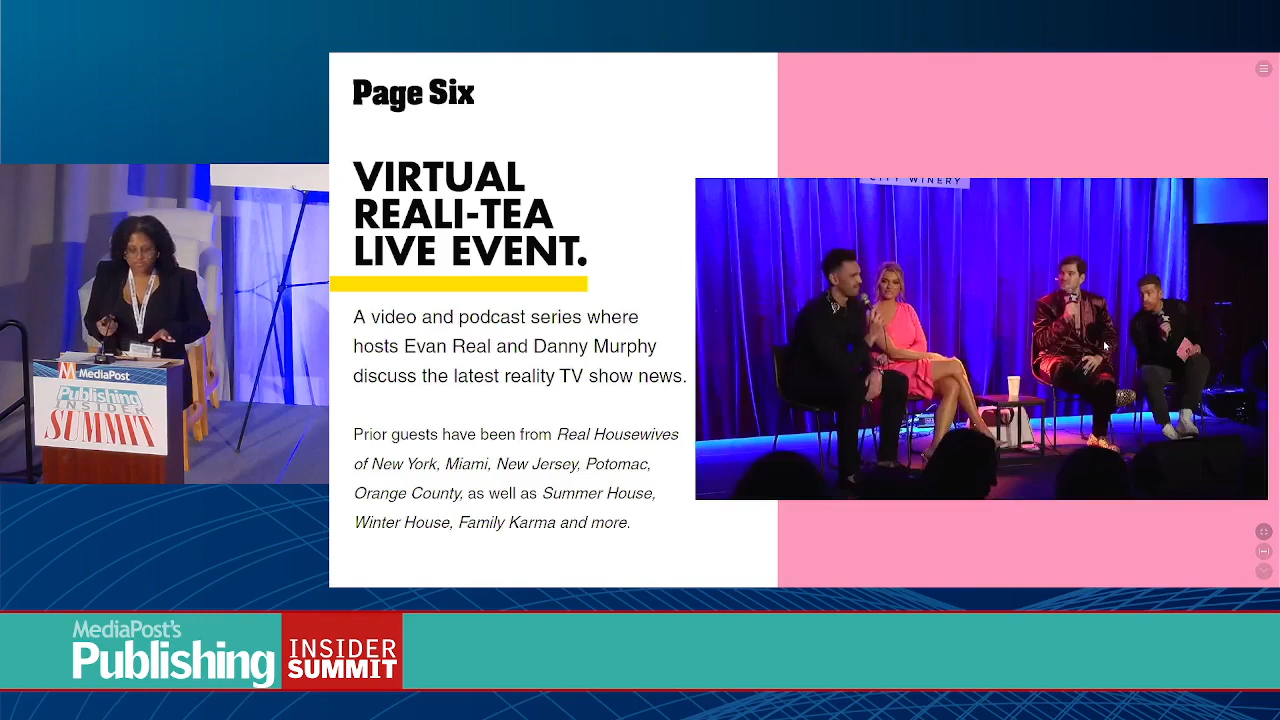 Page Six
VIRTUAL
REALI-TEA
LIVE EVENT.
A video and podcast series where
hosts Evan Real and Danny Murphy
discuss the latest reality TV show news.
Prior guests have been from Real Housewives
of New York, Miami, New Jersey, Potomac,
Orange County, as well as Summer House,
Winter House, Family Karma and more.
CITY WINERY
MediaPost
Publishing
INSIDER
SUMMIT
MediaPost's
Publishing
INSIDER
SUMMIT